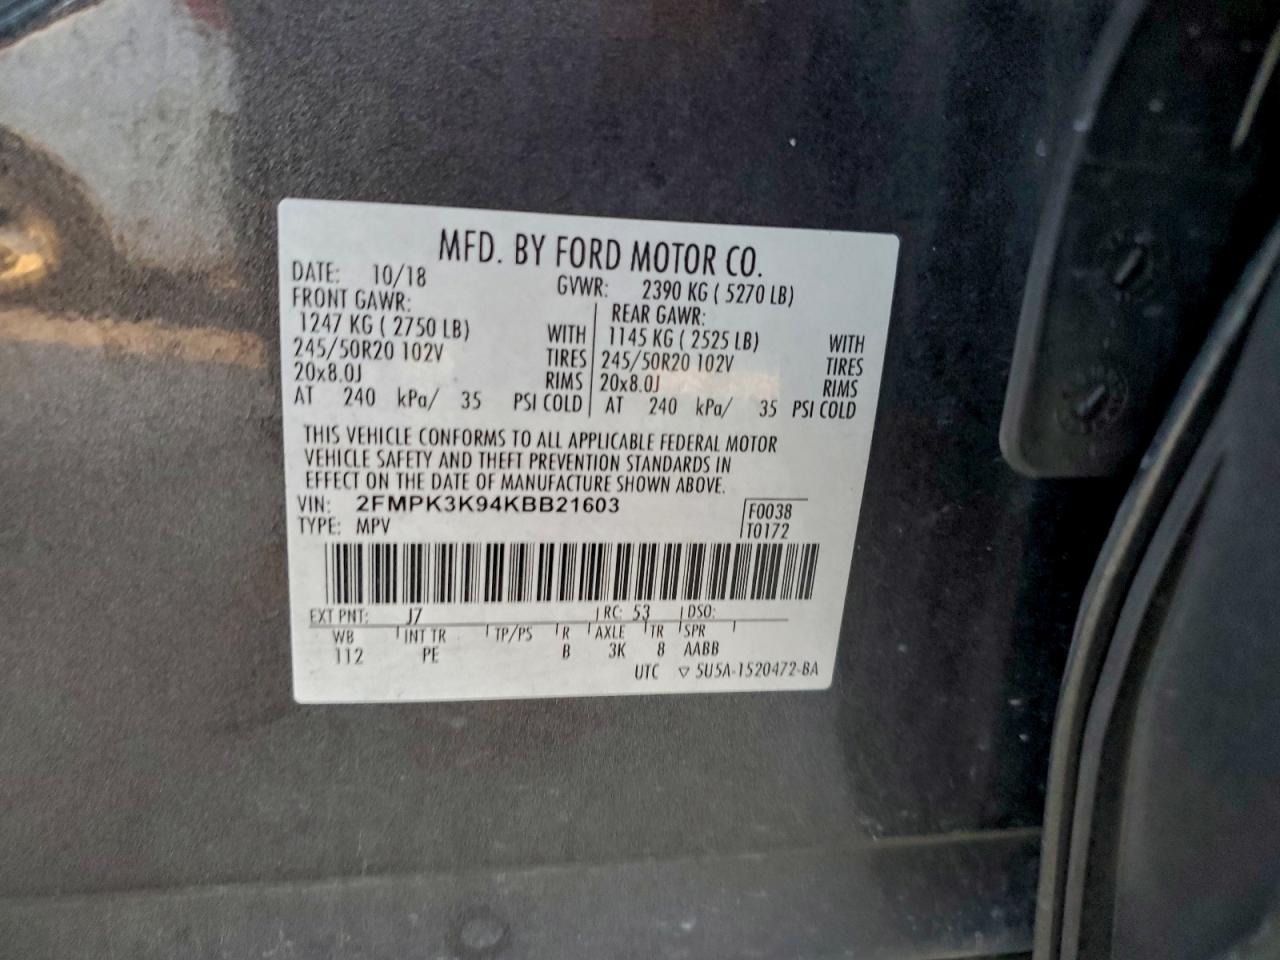 MFD. BY FORD MOTOR CO.
DATE: 10/18 GVWR: 2390 KG ( 5270 LB)
FRONT GAWR: REAR GAWR:
1247 KG ( 2750 LB) WITH 1145 KG ( 2525 LB) WITH
245/50R20 102V TIRES 245/50R20 102V TIRES
20x8.0J RIMS 20x8.0J RIMS
AT 240 kPa/ 35 PSI COLD AT 240 kPa/ 35 PSI COLD
THIS VEHICLE CONFORMS TO ALL APPLICABLE FEDERAL MOTOR
VEHICLE SAFETY AND THEFT PREVENTION STANDARDS IN
EFFECT ON THE DATE OF MANUFACTURE SHOWN ABOVE.
VIN: 2FMPK3K94KBB21603 F0038
TYPE: MPV T0172
EXT PNT: J7 RC: 53 DSO:
WB INT TR TP/PS R AXLE TR SPR
112 PE B 3K 8 AABB
UTC ▽ 5U5A-1520472-BA